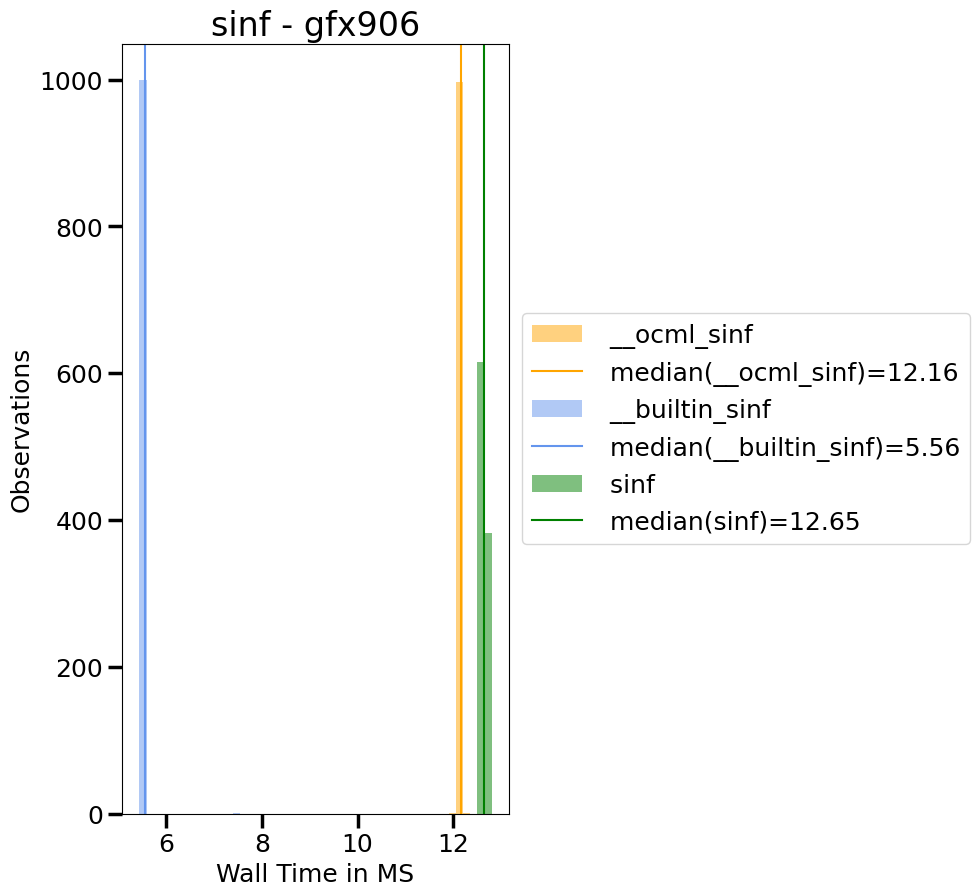 sinf - gfx906
1000
800
600
400
200
0
Observations
6 8 10 12
Wall Time in MS
__ocml_sinf
median(__ocml_sinf)=12.16
__builtin_sinf
median(__builtin_sinf)=5.56
sinf
median(sinf)=12.65